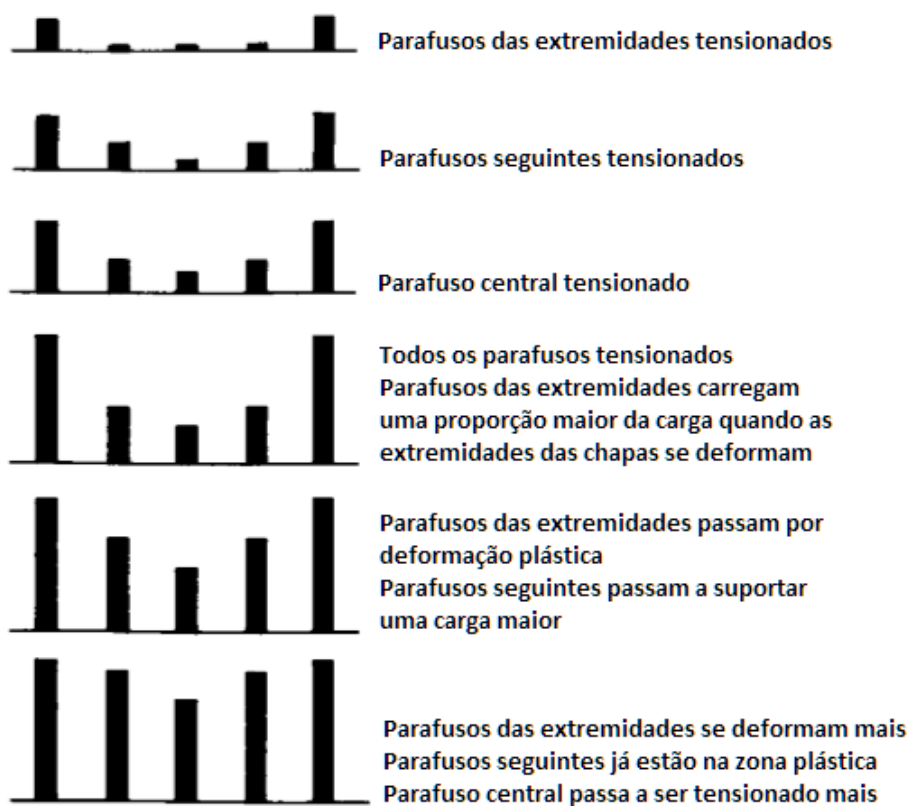 Parafusos das extremidades tensionados
Parafusos seguintes tensionados
Parafuso central tensionado
Todos os parafusos tensionados
Parafusos das extremidades carregam
uma proporção maior da carga quando as
extremidades das chapas se deformam
Parafusos das extremidades passam por
deformação plástica
Parafusos seguintes passam a suportar
uma carga maior
Parafusos das extremidades se deformam mais
Parafusos seguintes já estão na zona plástica
Parafuso central passa a ser tensionado mais